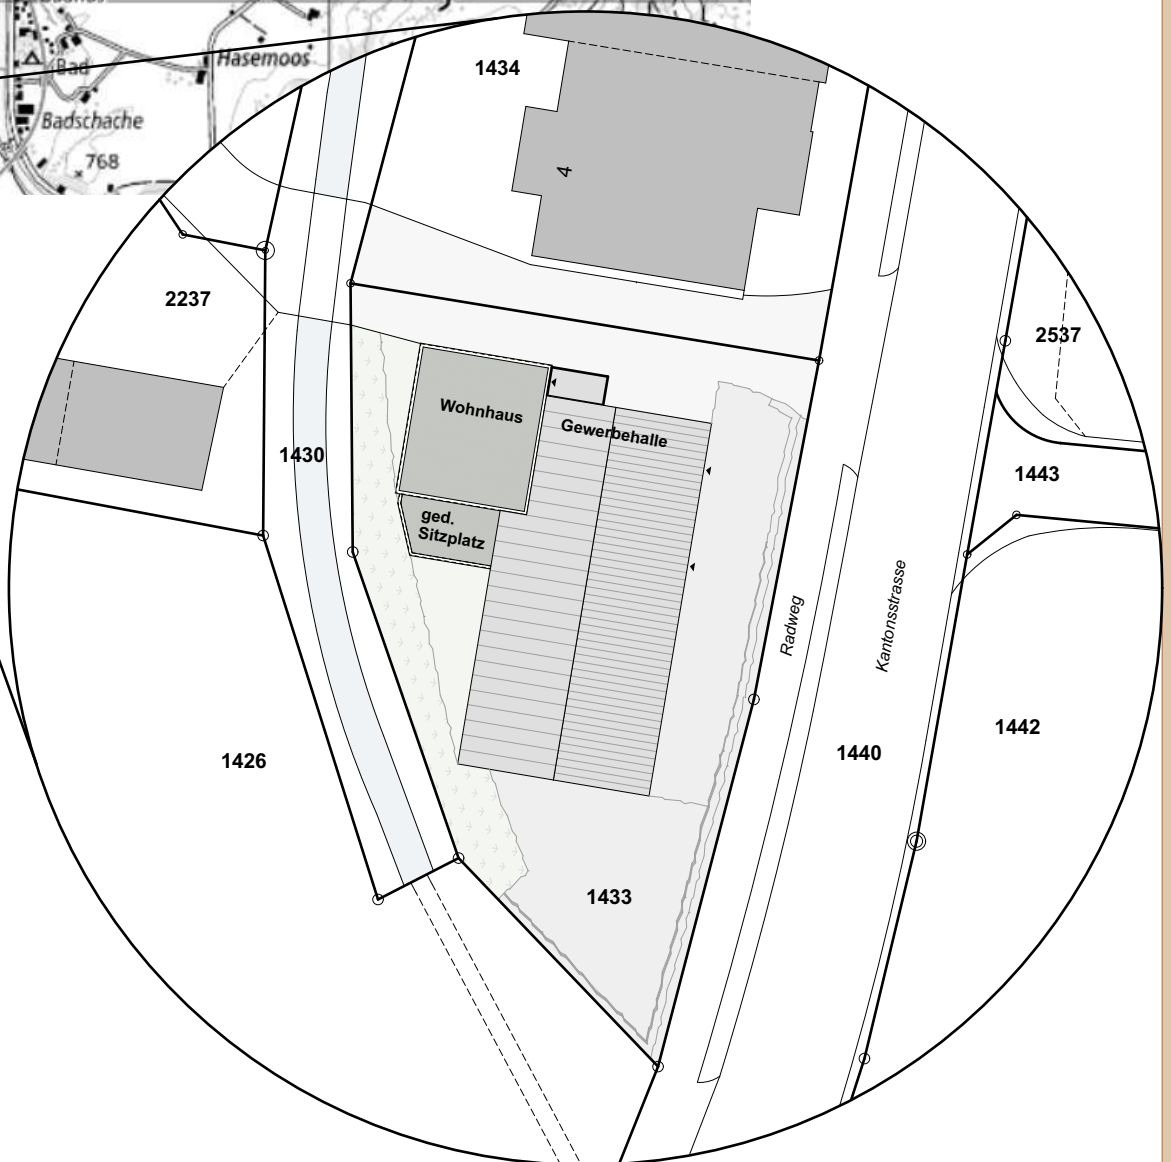 Bad
Hasemoos
Badschache
768
1434
4
2237
2537
1430
Wohnhaus
Gewerbehalle
1443
ged.
Sitzplatz
Radweg
Kantonsstrasse
1426
1440
1442
1433